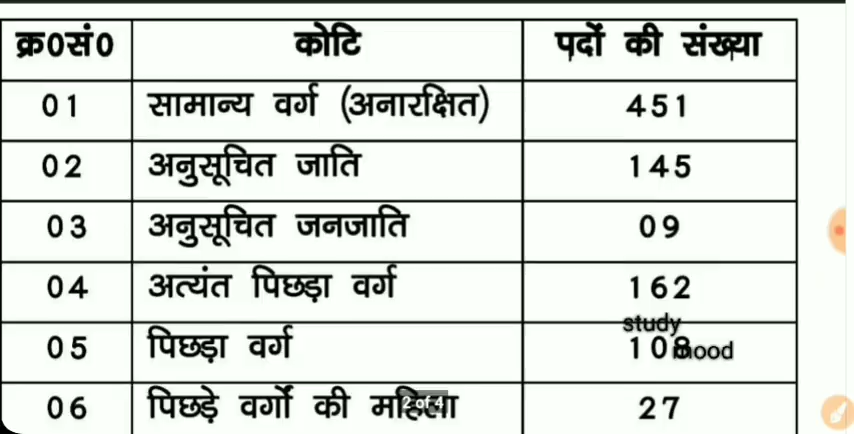 क्र0सं0 कोटि पदों की संख्या
01 सामान्य वर्ग (अनारक्षित) 451
02 अनुसूचित जाति 145
03 अनुसूचित जनजाति 09
04 अत्यंत पिछड़ा वर्ग 162
study
05 पिछड़ा वर्ग 108
mood
06 पिछड़े वर्गों की महिला 27
2 of 4